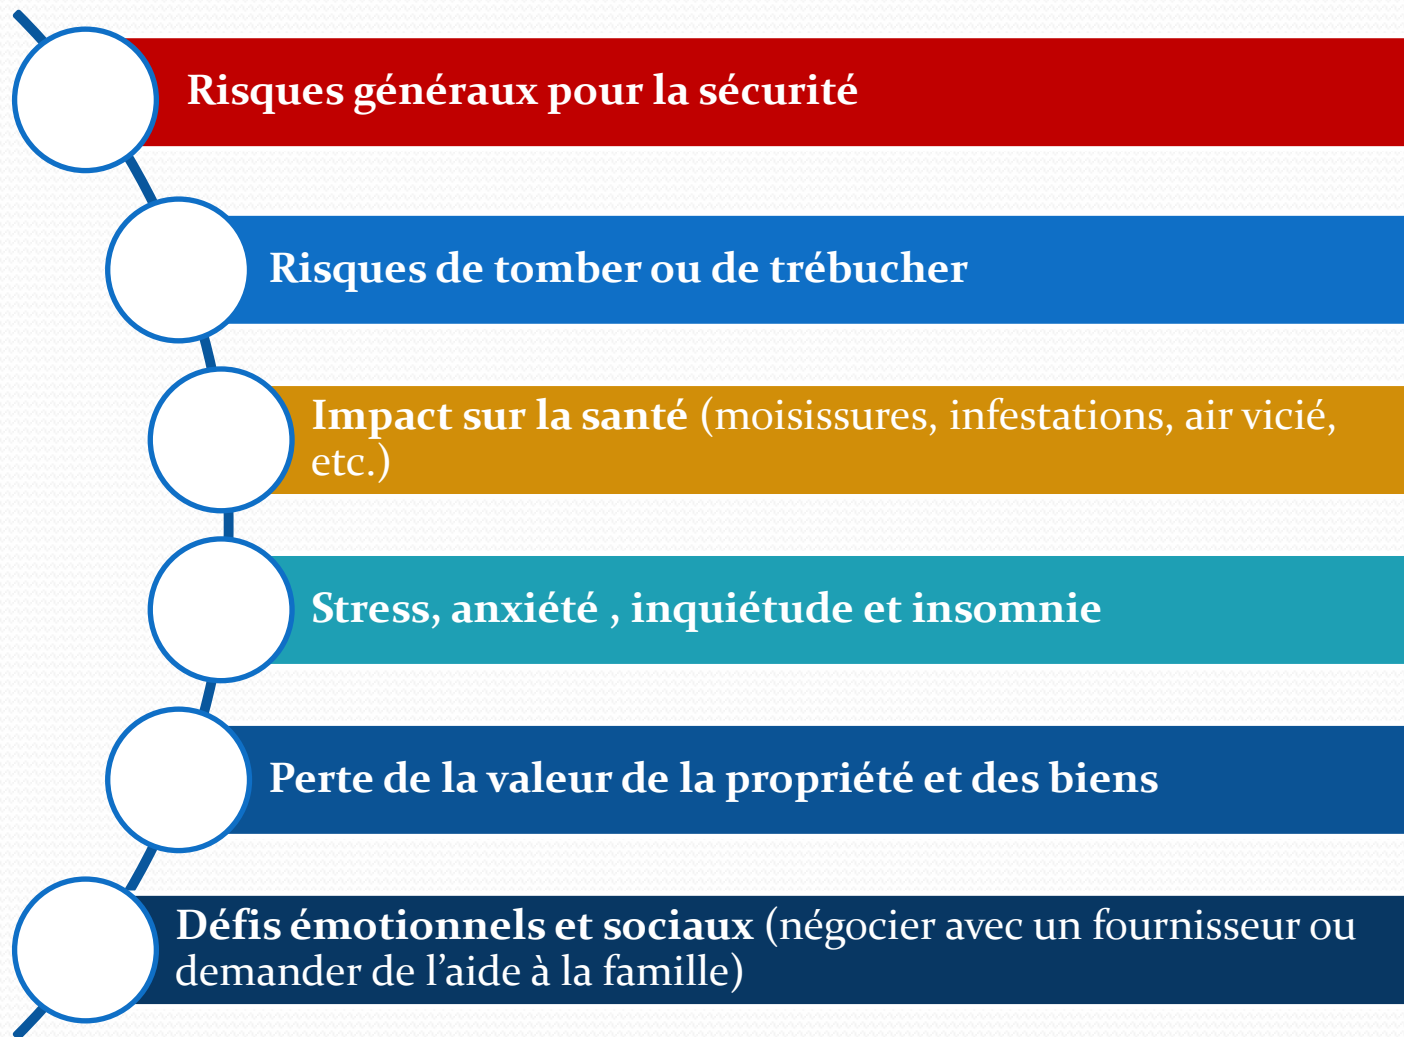 Risques généraux pour la sécurité
Risques de tomber ou de trébucher
Impact sur la santé (moisissures, infestations, air vicié,
etc.)
Stress, anxiété , inquiétude et insomnie
Perte de la valeur de la propriété et des biens
Défis émotionnels et sociaux (négocier avec un fournisseur ou
demander de l’aide à la famille)